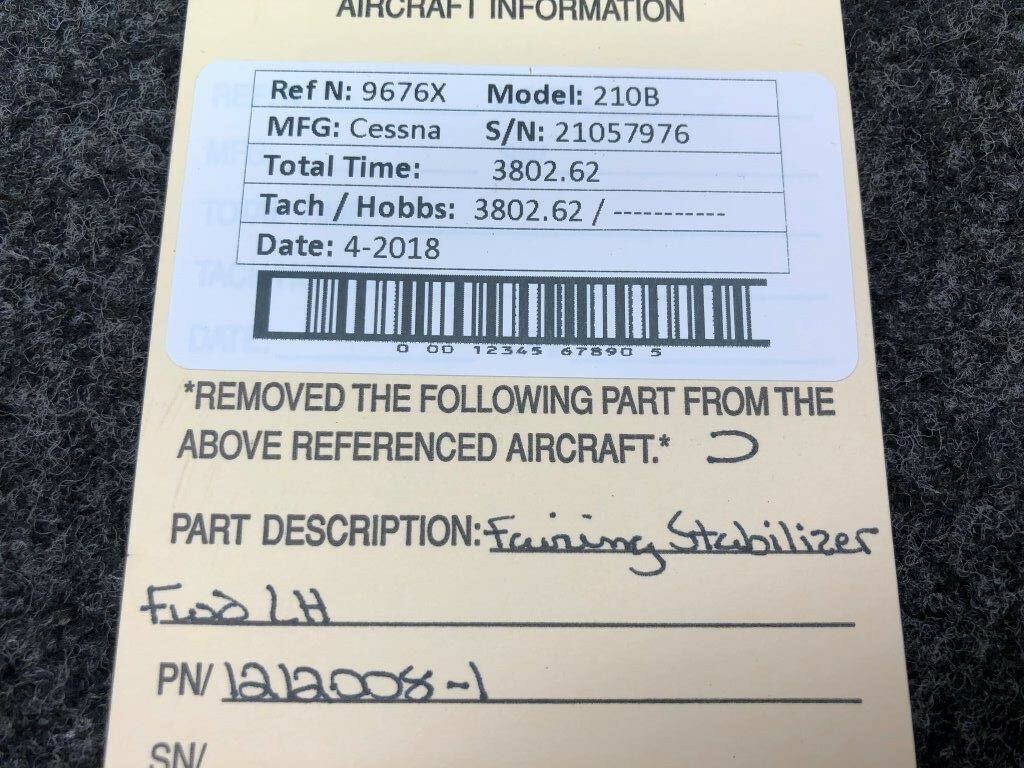 AIRCRAFT INFORMATION
Ref N: 9676X Model: 210B
MFG: Cessna S/N: 21057976
Total Time: 3802.62
Tach / Hobbs: 3802.62 / -----------
Date: 4-2018
0 00 12345 67890 5
*REMOVED THE FOLLOWING PART FROM THE
ABOVE REFERENCED AIRCRAFT.*
PART DESCRIPTION: Fairing Stabilizer
Fwd LH
PN/ 1212008-1
SN/